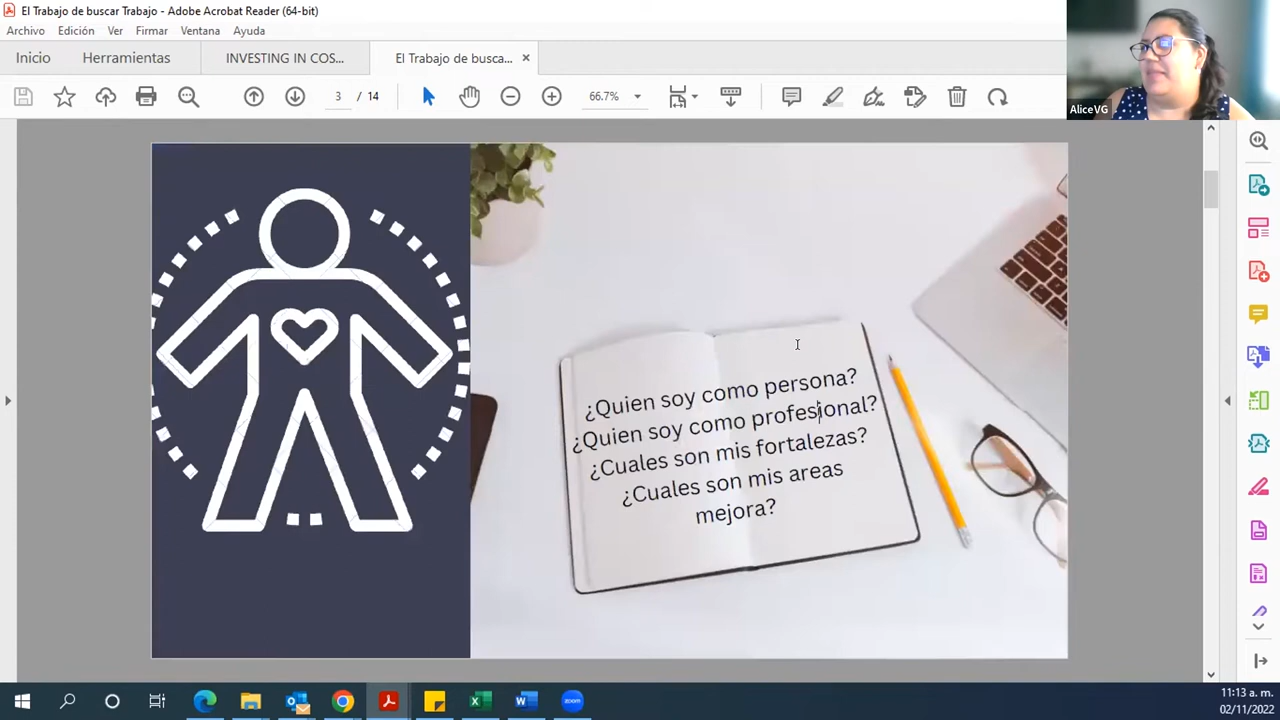 El Trabajo de buscar Trabajo - Adobe Acrobat Reader (64-bit)
Archivo Edición Ver Firmar Ventana Ayuda
Inicio Herramientas INVESTING IN COS... El Trabajo de busca... ×
3 / 14 66.7%
AliceVG
¿Quien soy como persona?
¿Quien soy como profesional?
¿Cuales son mis fortalezas?
¿Cuales son mis areas
mejora?
zoom
11:13 a. m.
02/11/2022